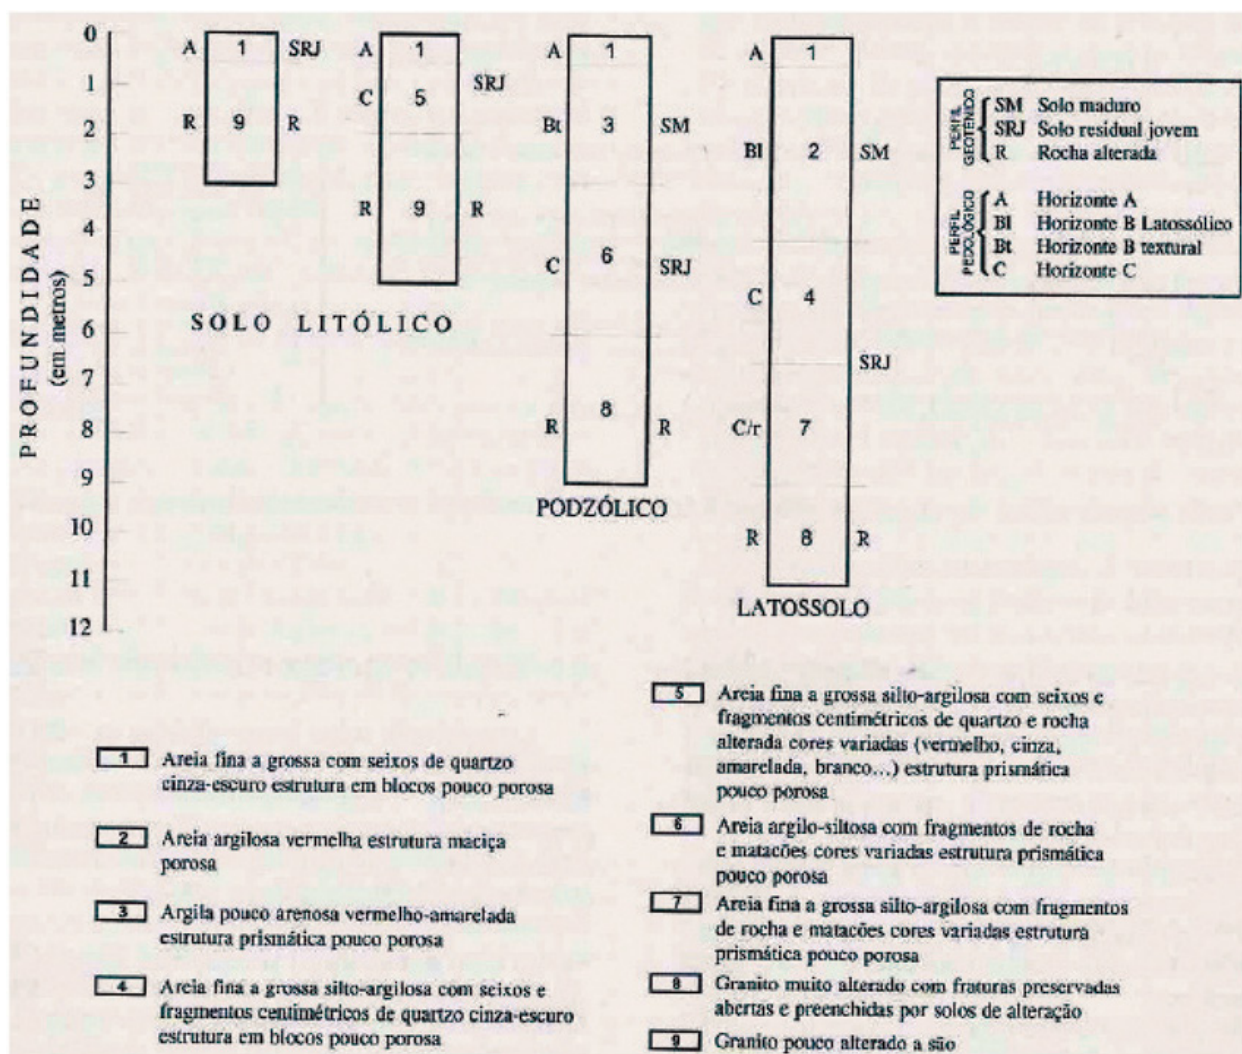 PROFUNDIDADE
(em metros)
0
1
2
3
4
5
6
7
8
9
10
11
12
A 1 SRJ
R 9 R
A 1
SRJ
C 5
R 9 R
SOLO LITÓLICO
A 1
Bt 3 SM
C 6 SRJ
R 8 R
PODZÓLICO
A 1
Bl 2 SM
C 4
SRJ
C/r 7
R 8 R
LATOSSOLO
PERFIL
GEOTÉNICO
SM Solo maduro
SRJ Solo residual jovem
R Rocha alterada
PERFIL
PEDOLÓGICO
A Horizonte A
Bl Horizonte B Latossólico
Bt Horizonte B textural
C Horizonte C
1 Areia fina a grossa com seixos de quartzo
cinza-escuro estrutura em blocos pouco porosa
2 Areia argilosa vermelha estrutura maciça
porosa
3 Argila pouco arenosa vermelho-amarelada
estrutura prismática pouco porosa
4 Areia fina a grossa silto-argilosa com seixos e
fragmentos centimétricos de quartzo cinza-escuro
estrutura em blocos pouco porosa
5 Areia fina a grossa silto-argilosa com seixos e
fragmentos centimétricos de quartzo e rocha
alterada cores variadas (vermelho, cinza,
amarelada, branco...) estrutura prismática
pouco porosa
6 Areia argilo-siltosa com fragmentos de rocha
e matacões cores variadas estrutura prismática
pouco porosa
7 Areia fina a grossa silto-argilosa com fragmentos
de rocha e matacões cores variadas estrutura
prismática pouco porosa
8 Granito muito alterado com fraturas preservadas
abertas e preenchidas por solos de alteração
9 Granito pouco alterado a são